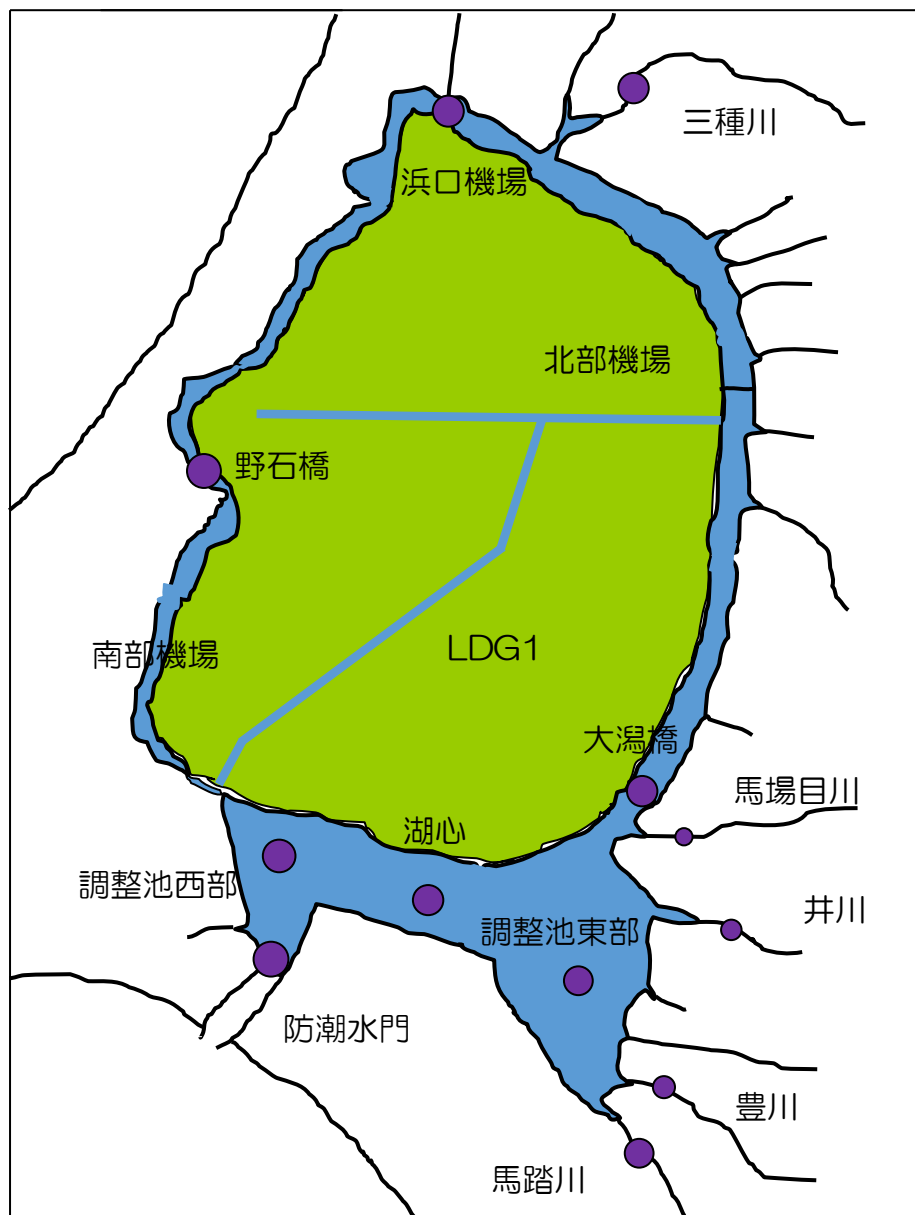 三種川
浜口機場
北部機場
野石橋
南部機場
LDG1
大潟橋
馬場目川
湖心
調整池西部
井川
調整池東部
防潮水門
豊川
馬踏川